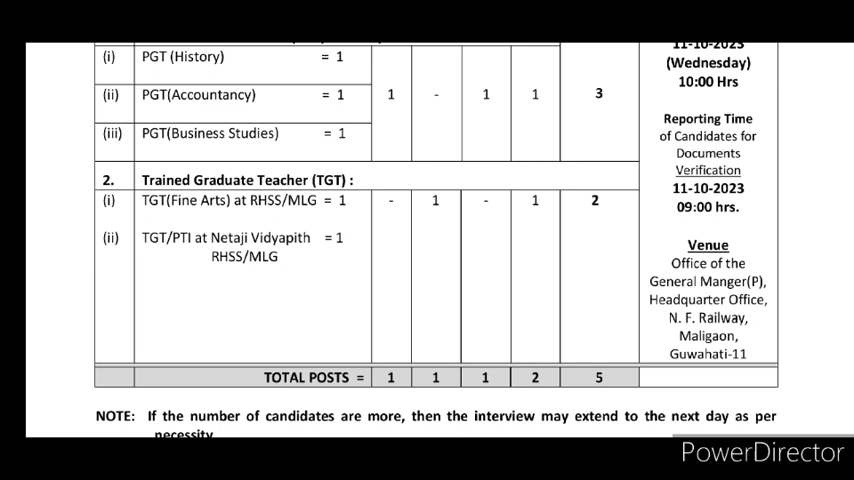 11-10-2023
(i) PGT (History) = 1
(Wednesday)
10:00 Hrs
(ii) PGT(Accountancy) = 1 1 - 1 1 3
Reporting Time
(iii) PGT(Business Studies) = 1
of Candidates for
Documents
Verification
2. Trained Graduate Teacher (TGT) :
11-10-2023
(i) TGT(Fine Arts) at RHSS/MLG = 1 - 1 - 1 2
09:00 hrs.
(ii) TGT/PTI at Netaji Vidyapith = 1
RHSS/MLG
Venue
Office of the
General Manger(P),
Headquarter Office,
N. F. Railway,
Maligaon,
Guwahati-11
TOTAL POSTS = 1 1 1 2 5
NOTE: If the number of candidates are more, then the interview may extend to the next day as per
necessity
PowerDirector